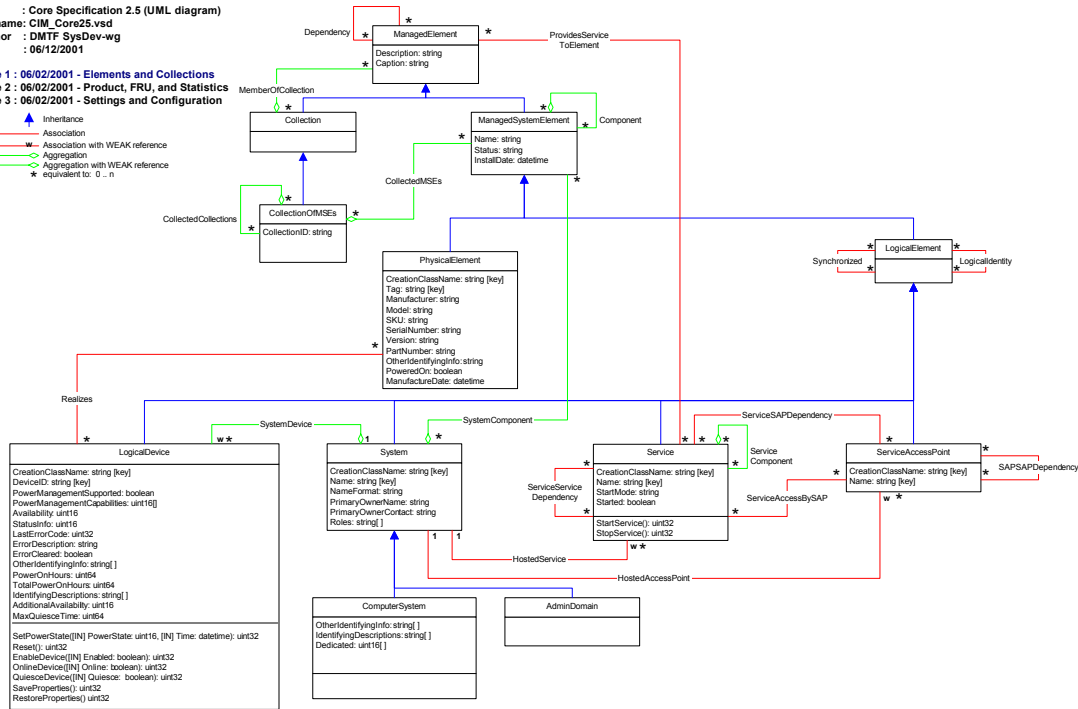 : Core Specification 2.5 (UML diagram)
name: CIM_Core25.vsd
or : DMTF SysDev-wg
: 06/12/2001
e 1 : 06/02/2001 - Elements and Collections
e 2 : 06/02/2001 - Product, FRU, and Statistics
e 3 : 06/02/2001 - Settings and Configuration
Inheritance
Association
w Association with WEAK reference
Aggregation
Aggregation with WEAK reference
* equivalent to: 0 .. n
Dependency
*
*
ManagedElement
*
Description: string
Caption: string
*
ProvidesService
ToElement
MemberOfCollection
*
Collection
*
ManagedSystemElement
*
Component
Name: string
Status: string
InstallDate: datetime
*
*
CollectedMSEs
*
CollectedCollections
*
CollectionOfMSEs
*
CollectionID: string
PhysicalElement
CreationClassName: string [key]
Tag: string [key]
Manufacturer: string
Model: string
SKU: string
SerialNumber: string
Version: string
PartNumber: string
OtherIdentifyingInfo: string
PoweredOn: boolean
ManufactureDate: datetime
*
LogicalElement
*
*
Synchronized
LogicalIdentity
*
*
Realizes
*
SystemDevice
w *
1
SystemComponent
*
LogicalDevice
CreationClassName: string [key]
DeviceID: string [key]
PowerManagementSupported: boolean
PowerManagementCapabilities: uint16[]
Availability: uint16
StatusInfo: uint16
LastErrorCode: uint32
ErrorDescription: string
ErrorCleared: boolean
OtherIdentifyingInfo: string[ ]
PowerOnHours: uint64
TotalPowerOnHours: uint64
IdentifyingDescriptions: string[ ]
AdditionalAvailability: uint16
MaxQuiesceTime: uint64
SetPowerState([IN] PowerState: uint16, [IN] Time: datetime): uint32
Reset(): uint32
EnableDevice([IN] Enabled: boolean): uint32
OnlineDevice([IN] Online: boolean): uint32
QuiesceDevice([IN] Quiesce: boolean): uint32
SaveProperties(): uint32
RestoreProperties() uint32
System
CreationClassName: string [key]
Name: string [key]
NameFormat: string
PrimaryOwnerName: string
PrimaryOwnerContact: string
Roles: string[ ]
1
1
HostedService
HostedAccessPoint
ComputerSystem
OtherIdentifyingInfo: string[ ]
IdentifyingDescriptions: string[ ]
Dedicated: uint16[ ]
AdminDomain
ServiceSAPDependency
*
*
*
*
Service
Service
Component
*
CreationClassName: string [key]
Name: string [key]
StartMode: string
Started: boolean
StartService(): uint32
StopService(): uint32
*
*
ServiceService
Dependency
*
w *
ServiceAccessBySAP
*
*
ServiceAccessPoint
CreationClassName: string [key]
Name: string [key]
*
SAPSAPDependency
*
w *